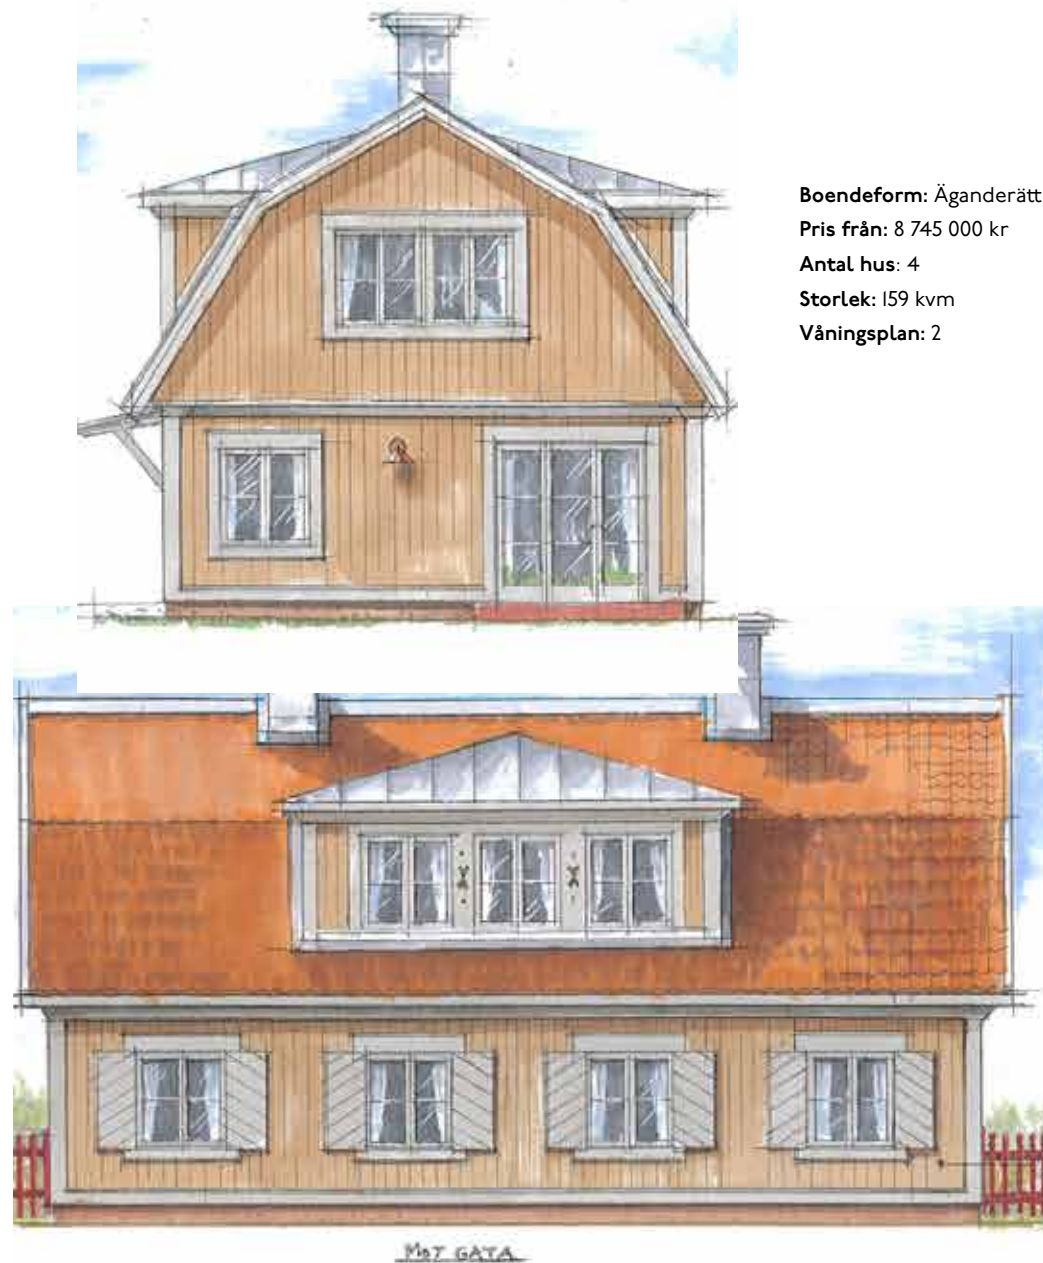 Boendeform: Äganderätt
Pris från: 8 745 000 kr
Antal hus: 4
Storlek: 159 kvm
Våningsplan: 2
MOT GATA